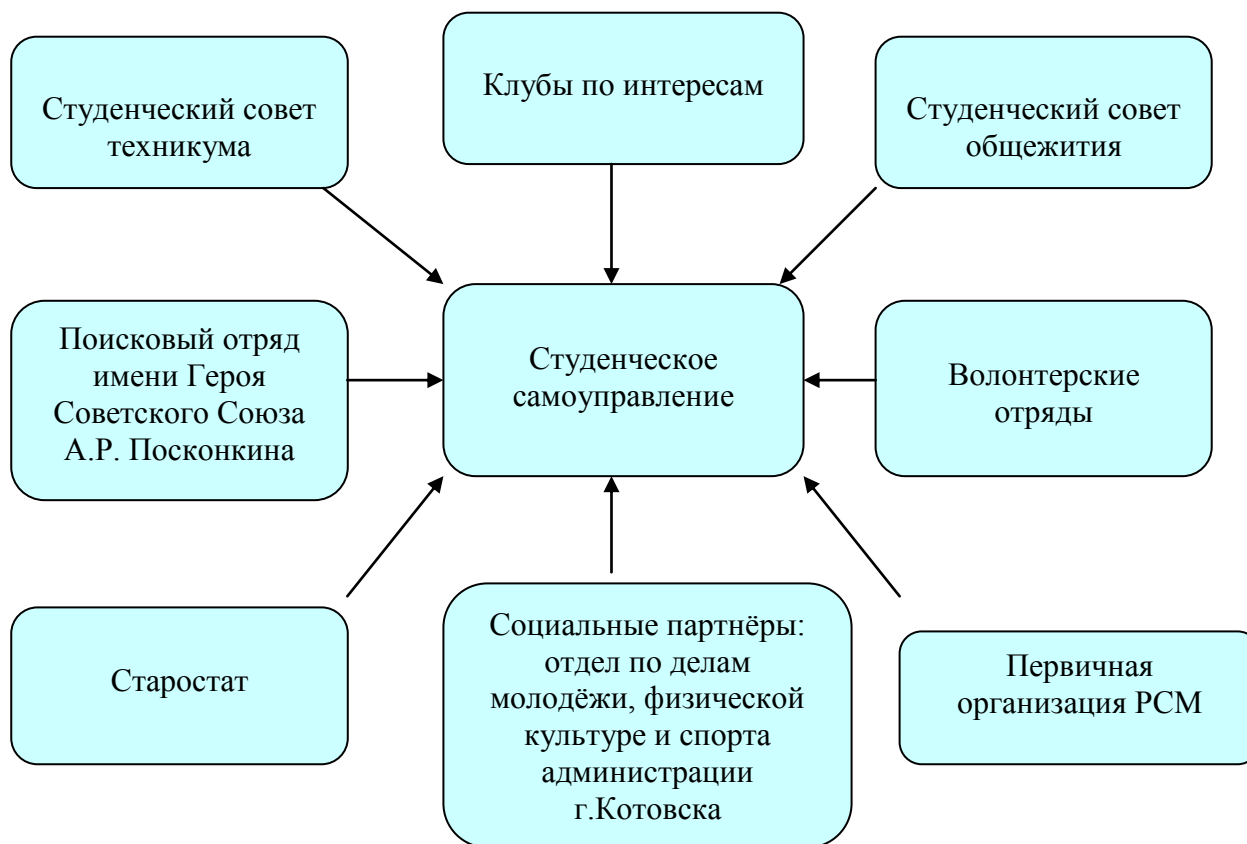 Студенческий совет
техникума
Клубы по интересам
Студенческий совет
общежития
Поисковый отряд
имени Героя
Советского Союза
А.Р. Посконкина
Студенческое
самоуправление
Волонтерские
отряды
Старостат
Социальные партнёры:
отдел по делам
молодёжи, физической
культуре и спорта
администрации
г.Котовска
Первичная
организация РСМ